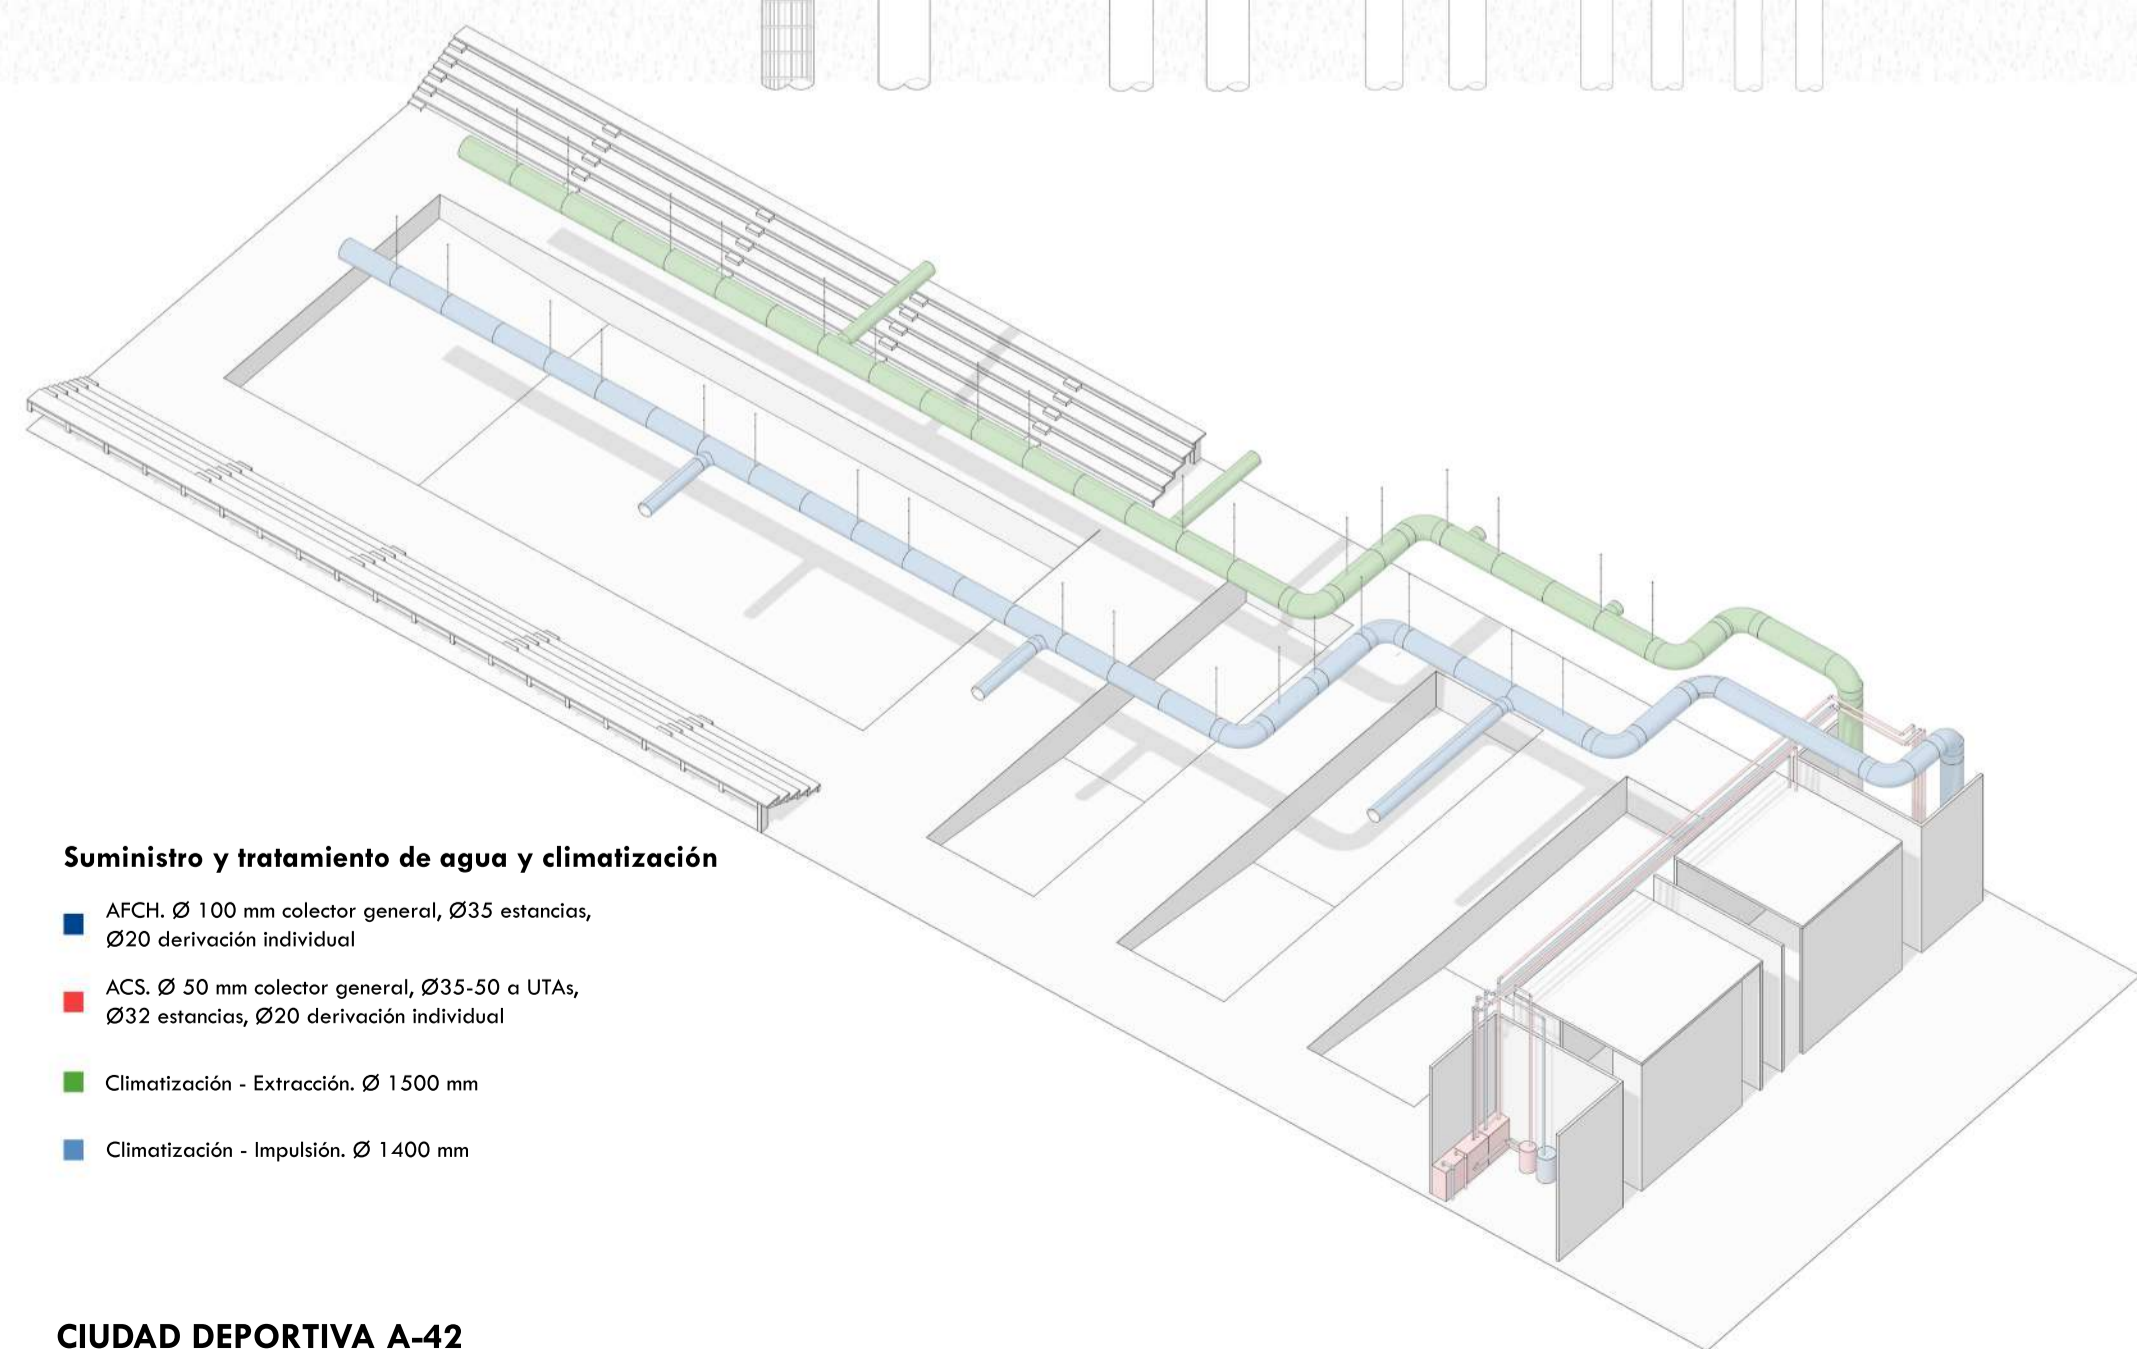 Suministro y tratamiento de agua y climatización
AFCH. Ø 100 mm colector general, Ø35 estancias,
Ø20 derivación individual
ACS. Ø 50 mm colector general, Ø35-50 a UTAs,
Ø32 estancias, Ø20 derivación individual
Climatización - Extracción. Ø 1500 mm
Climatización - Impulsión. Ø 1400 mm
CIUDAD DEPORTIVA A-42